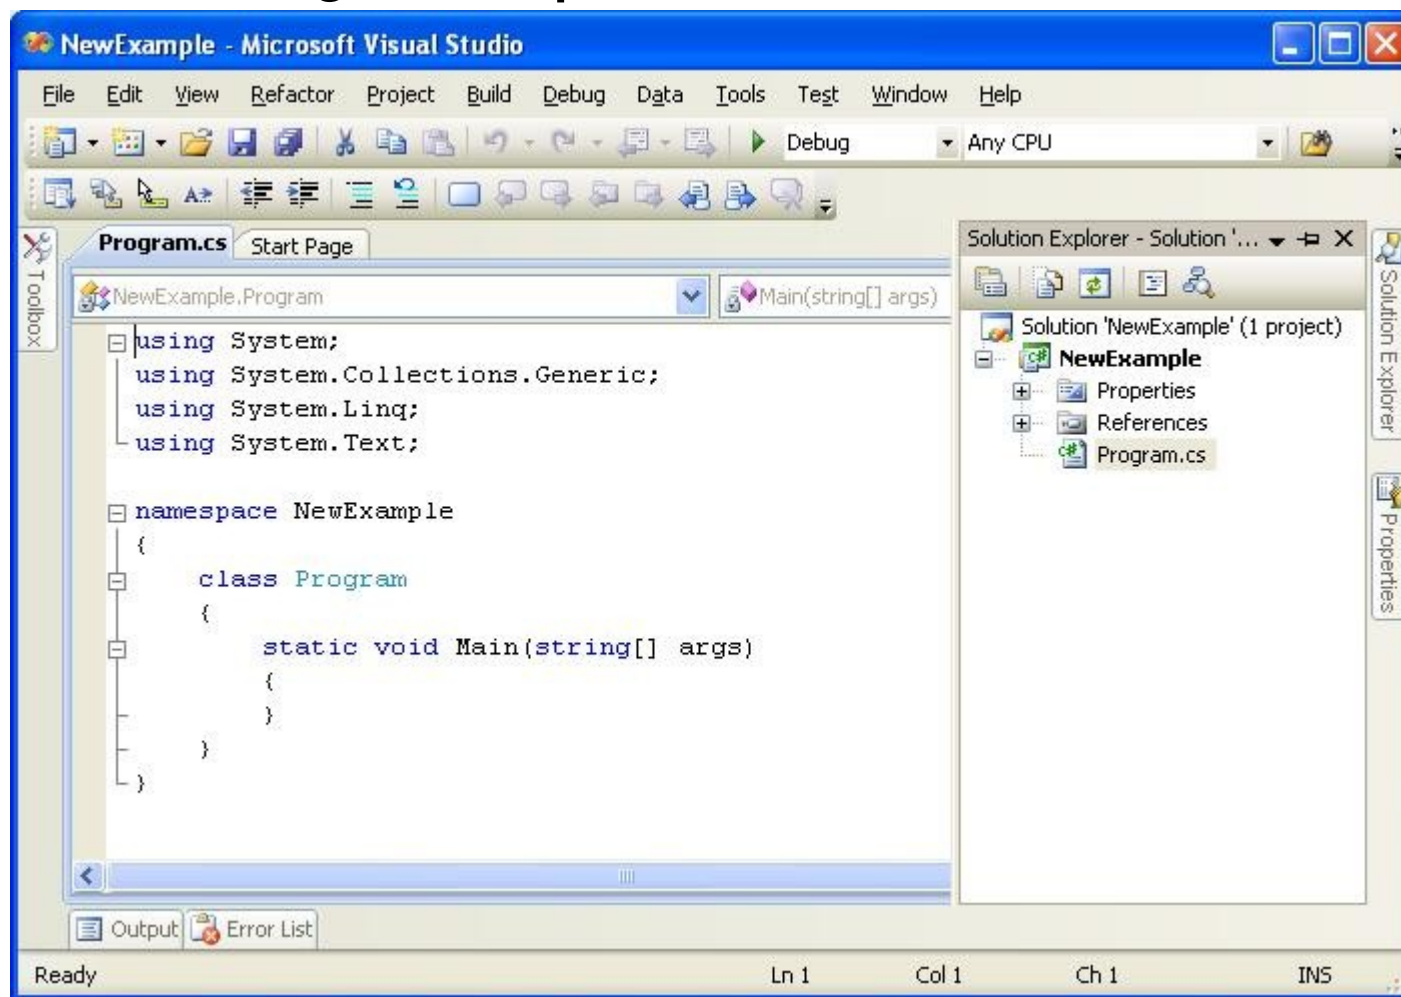 NewExample - Microsoft Visual Studio
File Edit View Refactor Project Build Debug Data Tools Test Window Help
Debug Any CPU
Toolbox
Program.cs Start Page
NewExample.Program Main(string[] args)
using System;
using System.Collections.Generic;
using System.Linq;
using System.Text;
namespace NewExample
{
class Program
{
static void Main(string[] args)
{
}
}
}
Solution Explorer - Solution '...
Solution 'NewExample' (1 project)
NewExample
Properties
References
Program.cs
Solution Explorer
Properties
Output Error List
Ready Ln 1 Col 1 Ch 1 INS